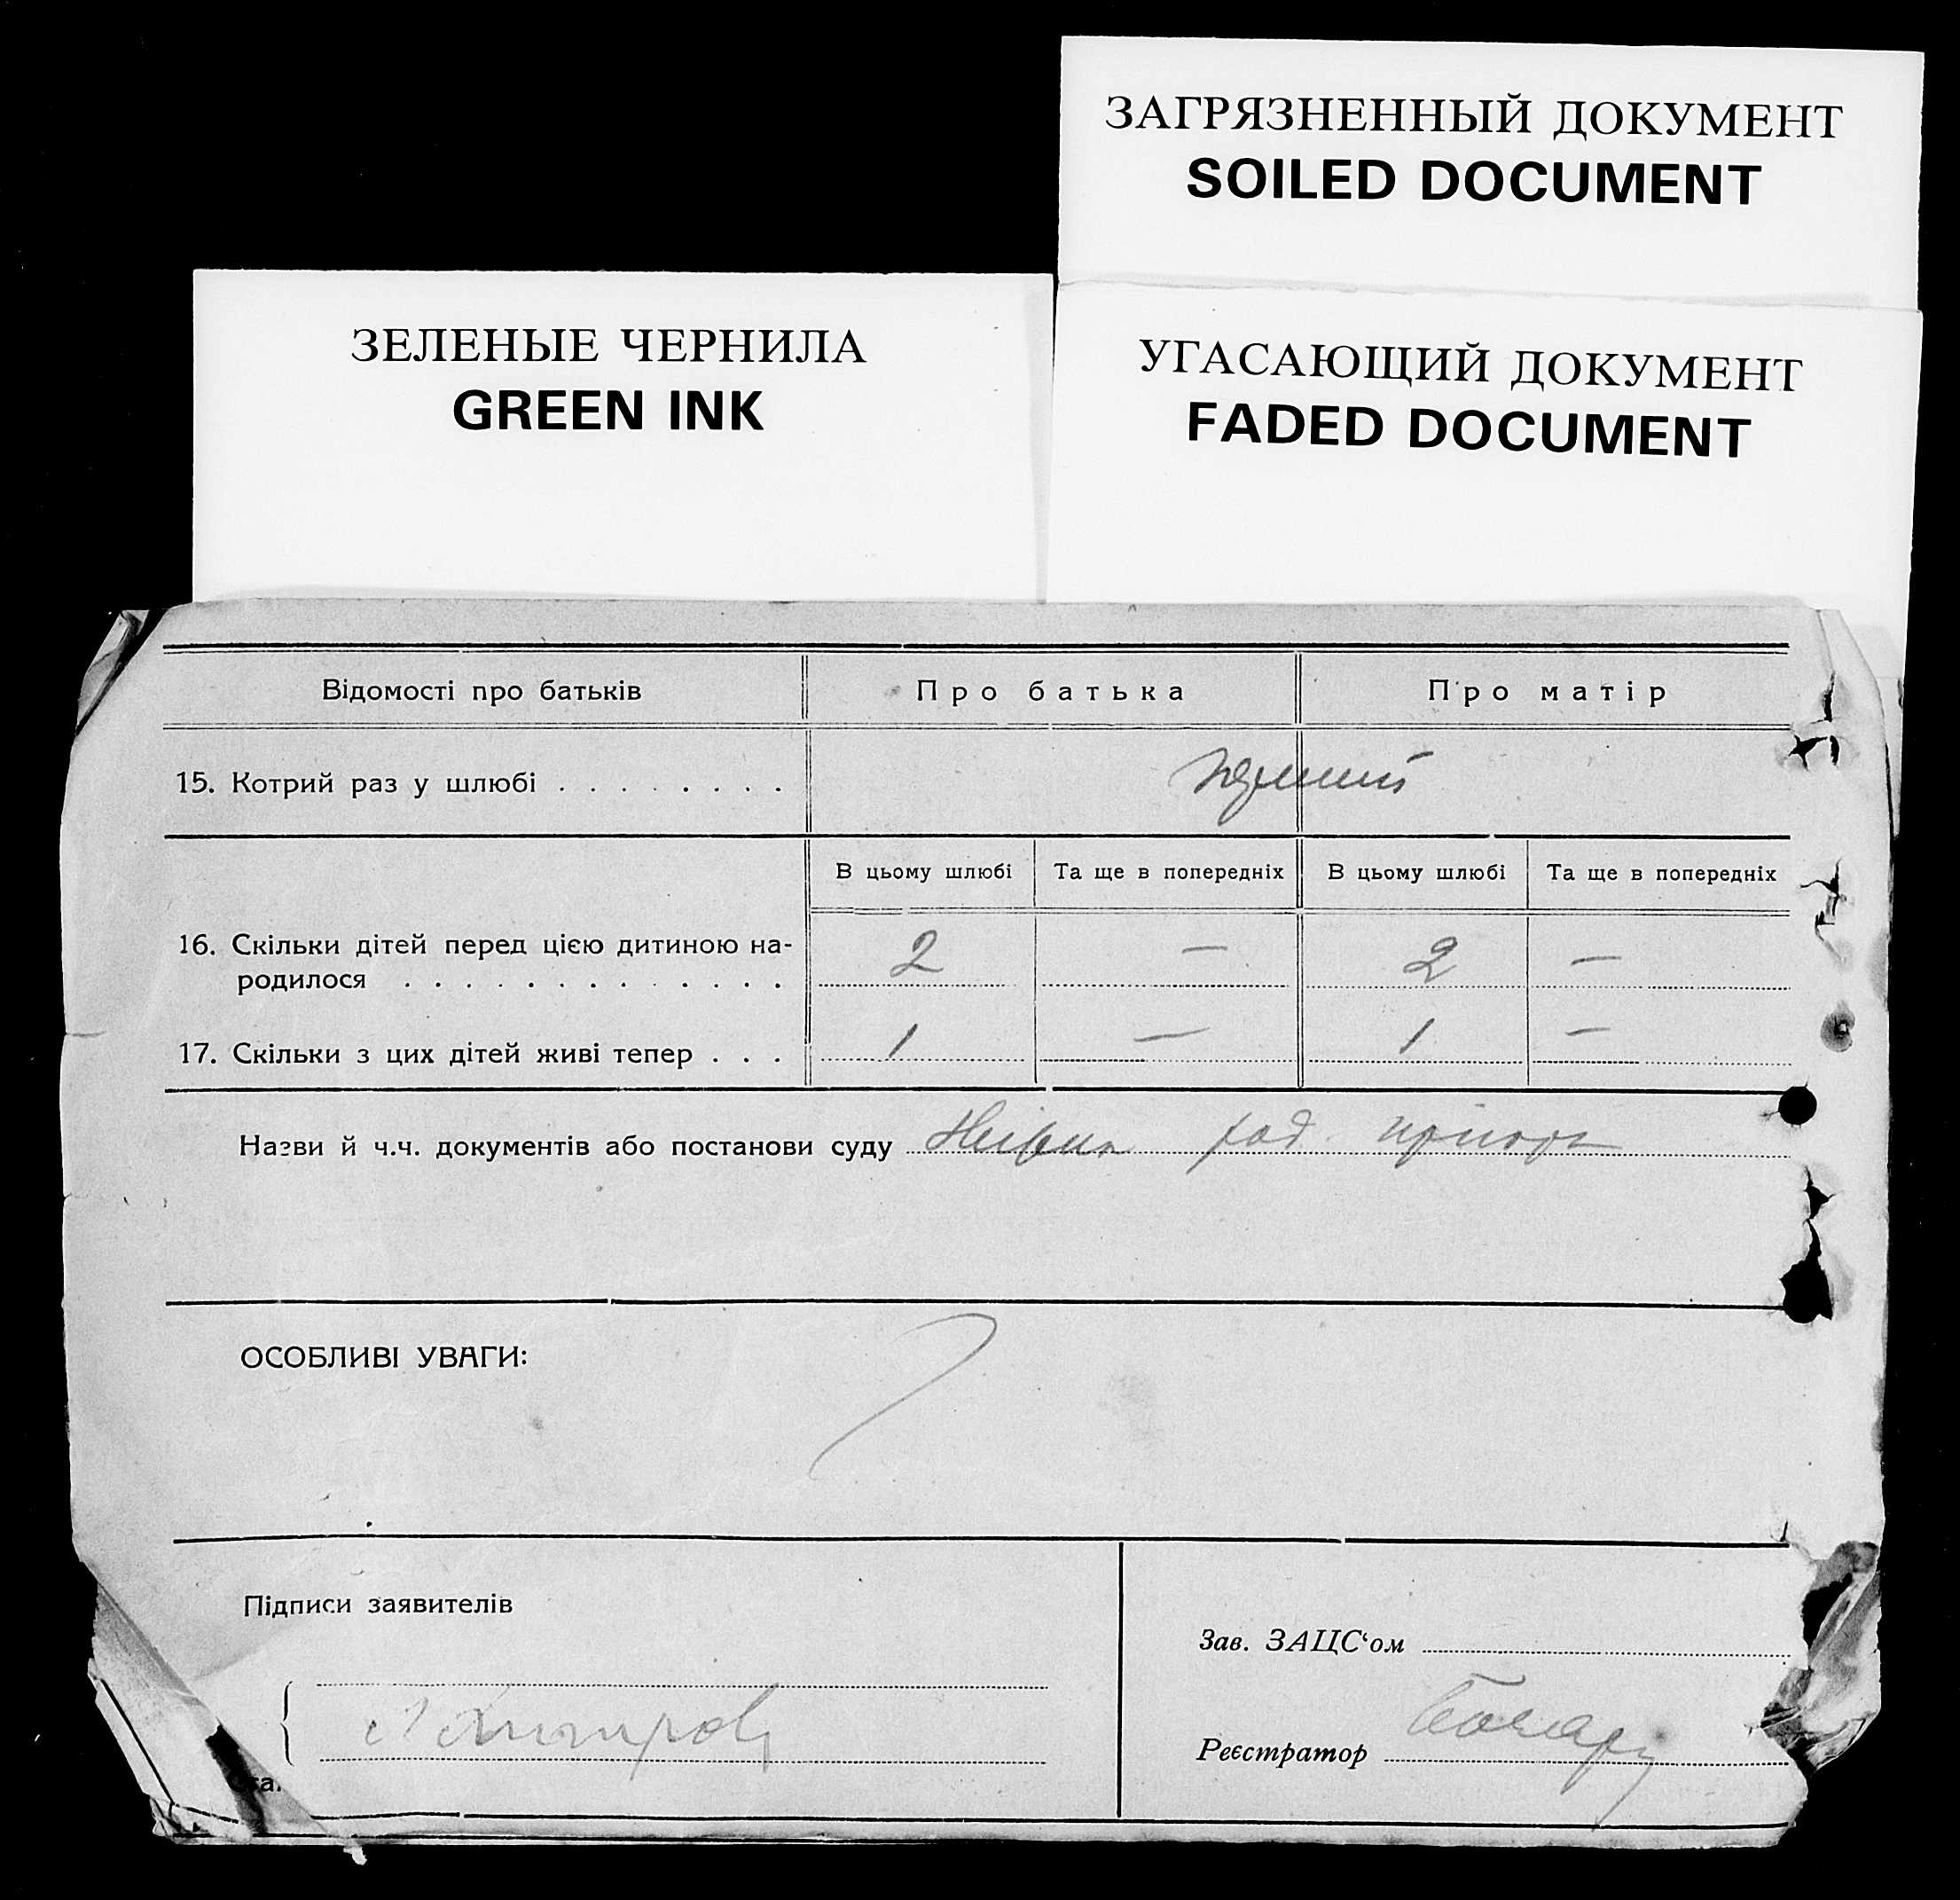 ЗАГРЯЗНЕННЫЙ ДОКУМЕНТ
SOILED DOCUMENT
ЗЕЛЕНЫЕ ЧЕРНИЛА
GREEN INK
УГАСАЮЩИЙ ДОКУМЕНТ
FADED DOCUMENT
Відомості про батьків Про батька Про матір
15. Котрий раз у шлюбі . . . . . . . .
В цьому шлюбі Та ще в попередніх В цьому шлюбі Та ще в попередніх
16. Скільки дітей перед цією дитиною на-
родилося . . . . . . . . . . . . . 2 — 2 —
17. Скільки з цих дітей живі тепер . . . 1 — 1 —
Назви й ч.ч. документів або постанови суду
ОСОБЛИВІ УВАГИ:
Підписи заявителів
Зав. ЗАЦС‘ом
Реєстратор